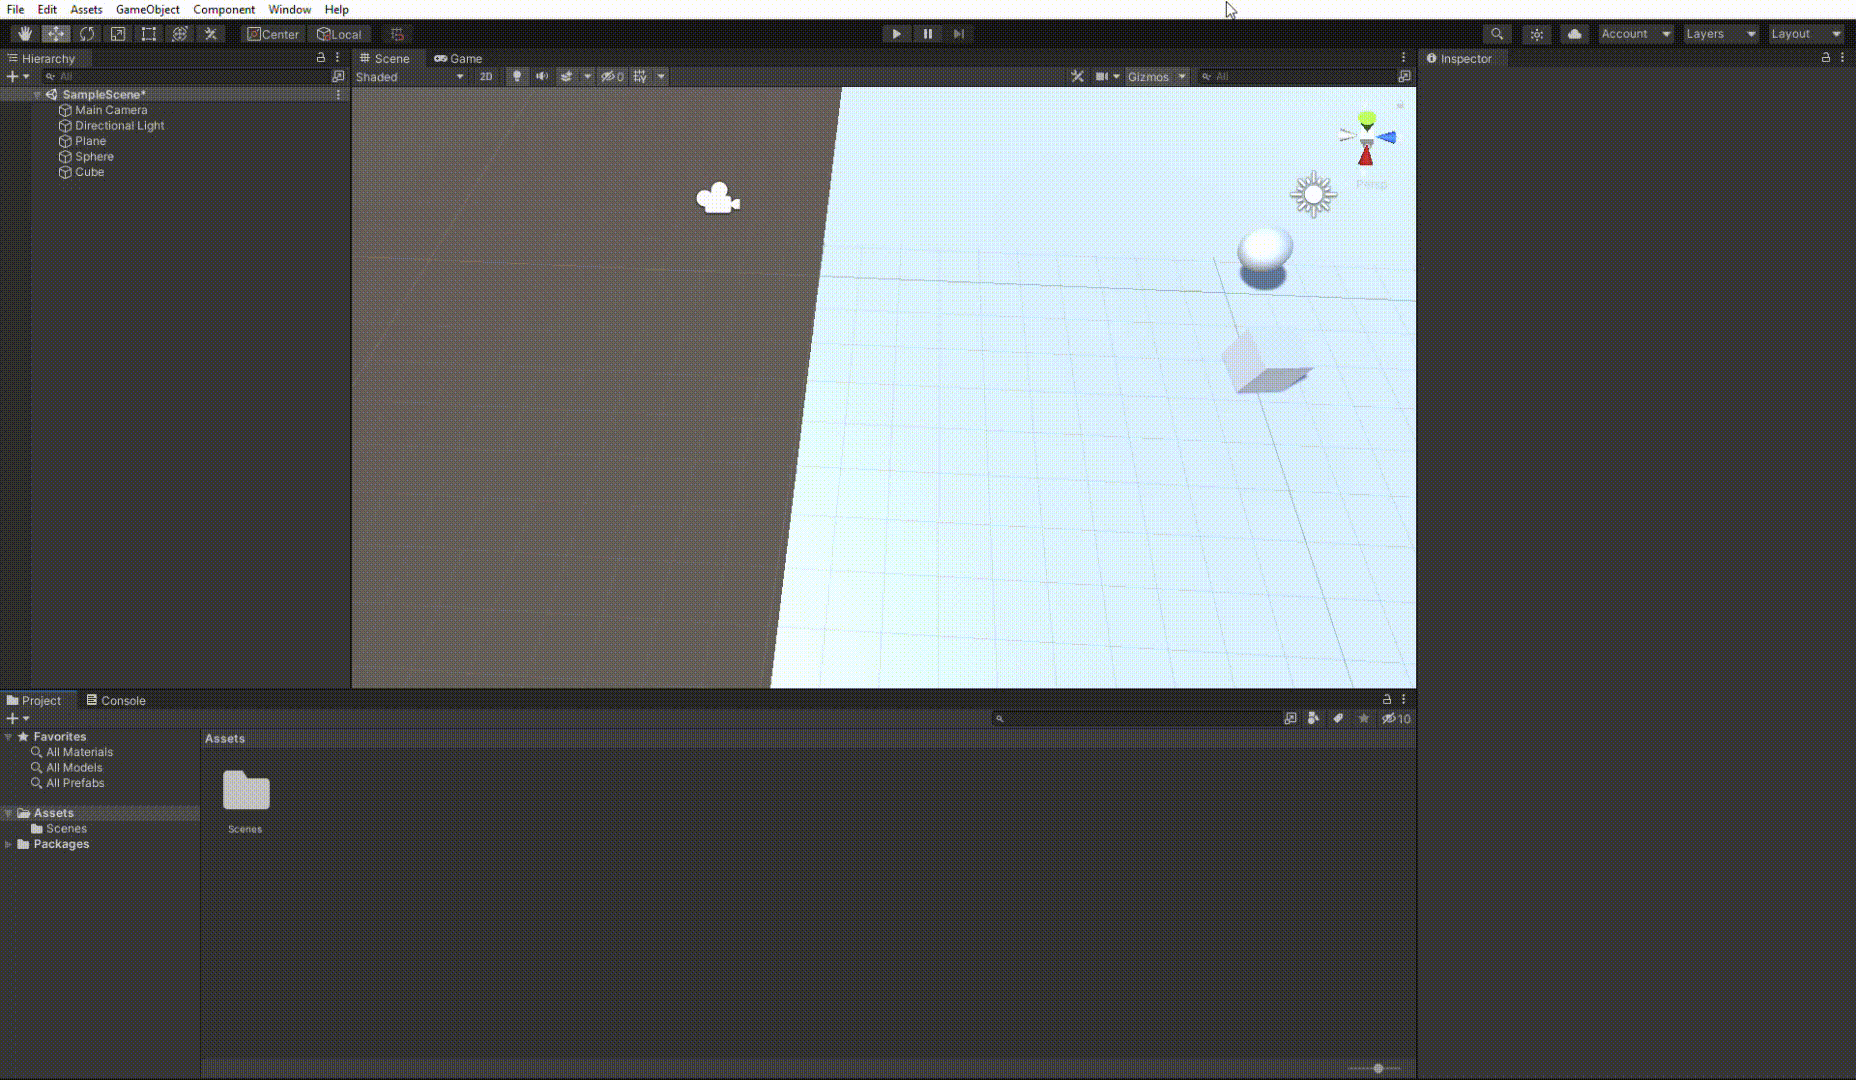 File Edit Assets GameObject Component Window Help
Center Local
Account Layers Layout
Hierarchy
All
SampleScene*
Main Camera
Directional Light
Plane
Sphere
Cube
Scene Game
Shaded 2D 0 Gizmos All
Persp
Inspector
Project Console
10
Favorites
All Materials
All Models
All Prefabs
Assets
Scenes
Packages
Assets
Scenes